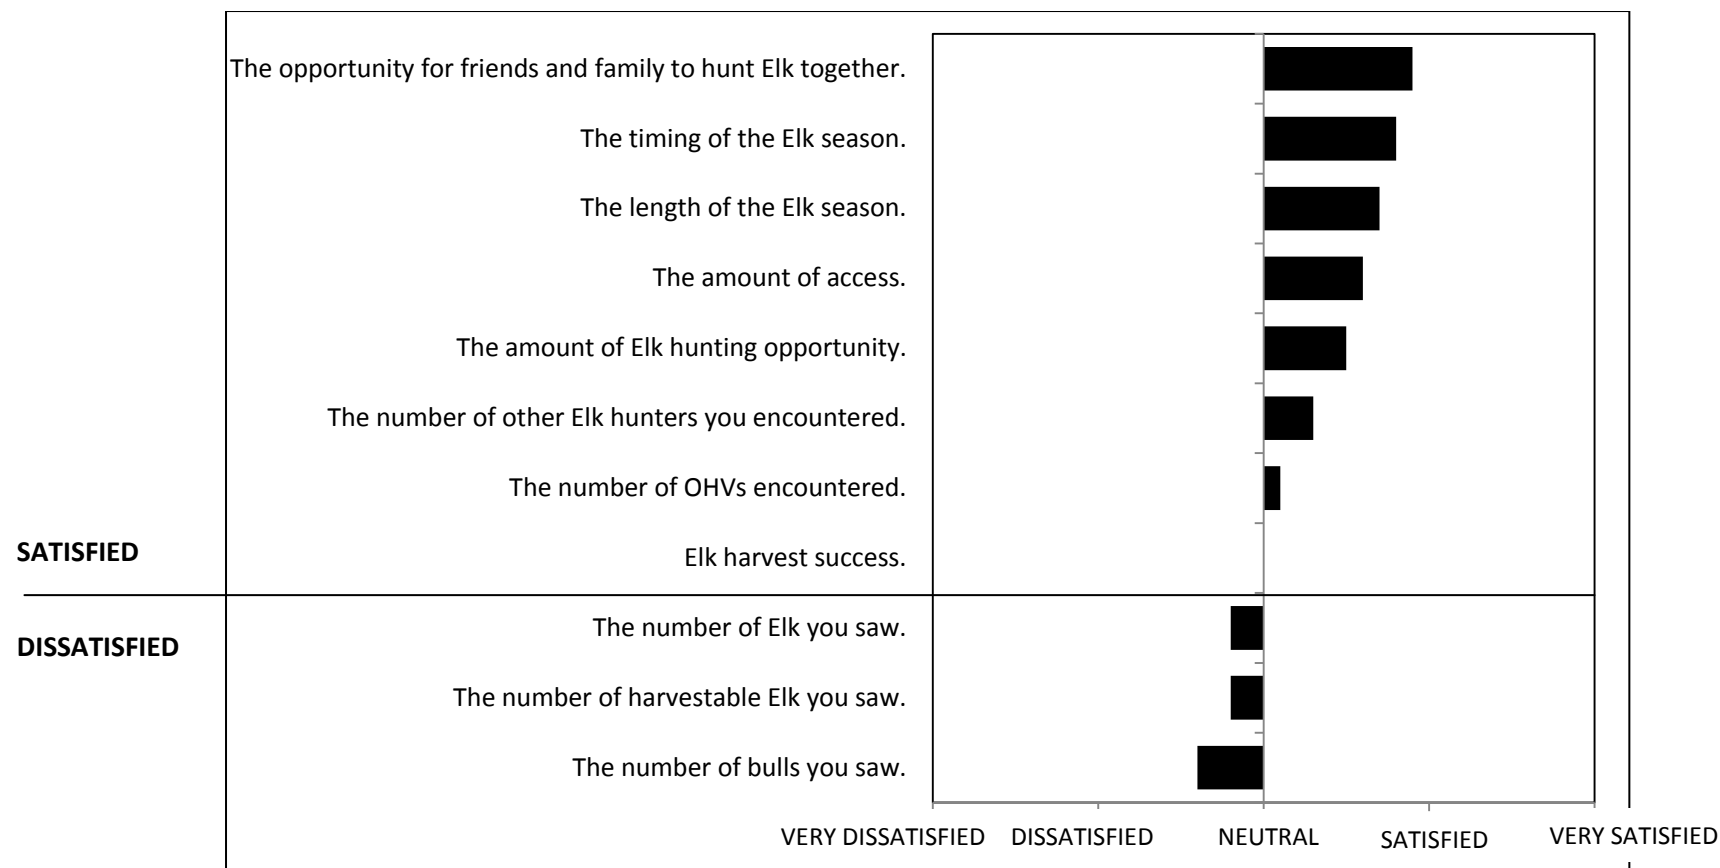 The opportunity for friends and family to hunt Elk together.
The timing of the Elk season.
The length of the Elk season.
The amount of access.
The amount of Elk hunting opportunity.
The number of other Elk hunters you encountered.
The number of OHVs encountered.
SATISFIED
Elk harvest success.
The number of Elk you saw.
DISSATISFIED
The number of harvestable Elk you saw.
The number of bulls you saw.
VERY DISSATISFIED DISSATISFIED NEUTRAL SATISFIED VERY SATISFIED